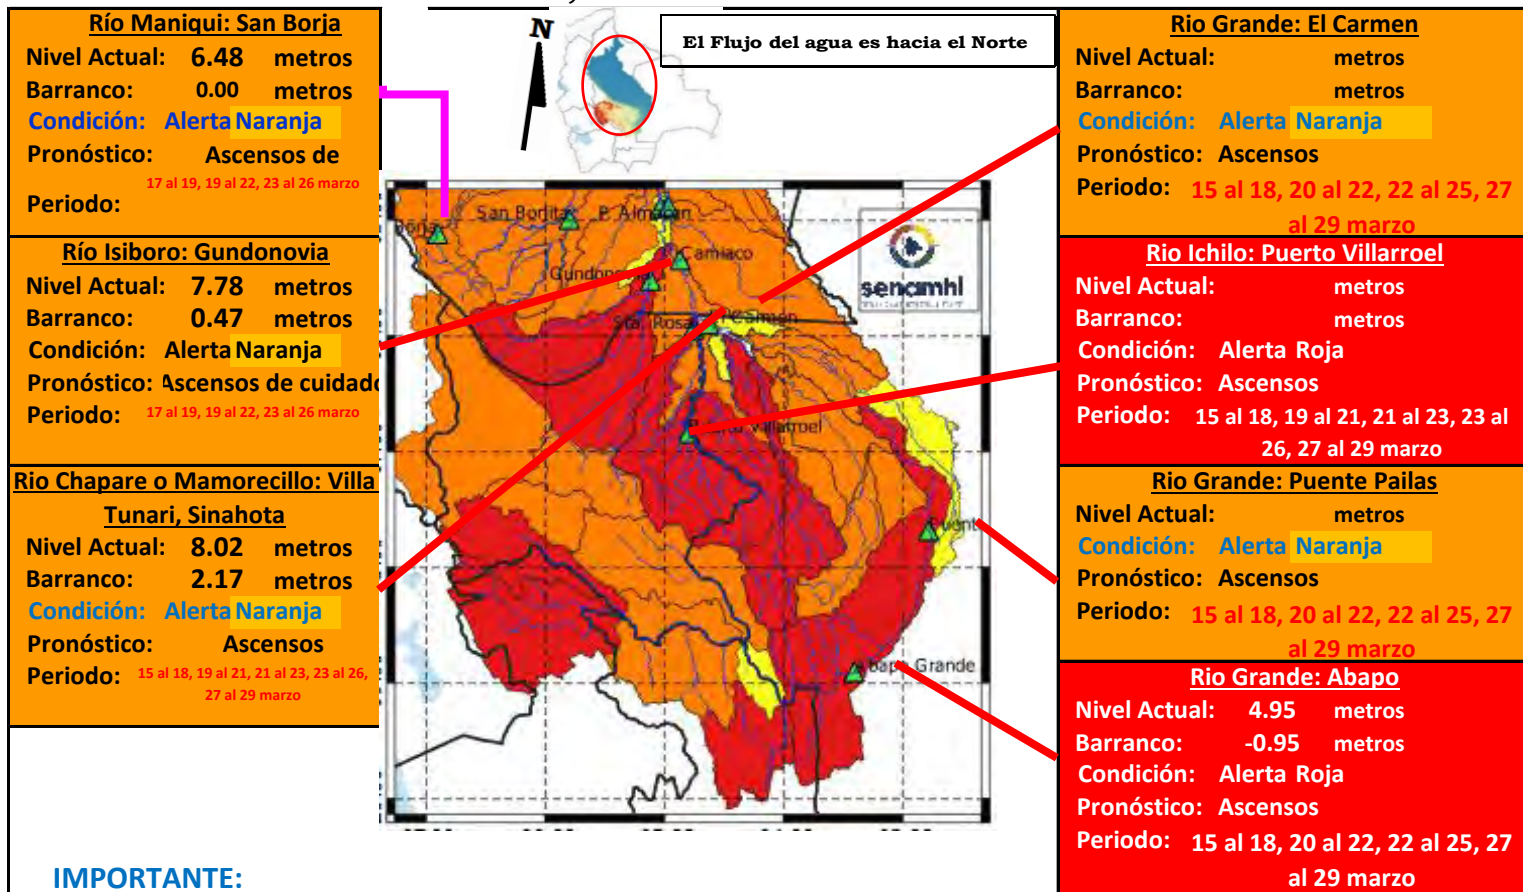 Río Maniqui: San Borja
Nivel Actual: 6.48 metros
Barranco: 0.00 metros
Condición: Alerta Naranja
Pronóstico: Ascensos de
17 al 19, 19 al 22, 23 al 26 marzo
Periodo:
Río Isiboro: Gundonovia
Nivel Actual: 7.78 metros
Barranco: 0.47 metros
Condición: Alerta Naranja
Pronóstico: Ascensos de cuidado
Periodo: 17 al 19, 19 al 22, 23 al 26 marzo
Rio Chapare o Mamorecillo: Villa
Tunari, Sinahota
Nivel Actual: 8.02 metros
Barranco: 2.17 metros
Condición: Alerta Naranja
Pronóstico: Ascensos
Periodo: 15 al 18, 19 al 21, 21 al 23, 23 al 26,
27 al 29 marzo
IMPORTANTE:
N
El Flujo del agua es hacia el Norte
San Borjita
P. Almacen
Camiaco
senamhi
Sta. Rosa
Puerto Villarroel
Puent
Abapo Grande
Rio Grande: El Carmen
Nivel Actual: metros
Barranco: metros
Condición: Alerta Naranja
Pronóstico: Ascensos
Periodo: 15 al 18, 20 al 22, 22 al 25, 27
al 29 marzo
Rio Ichilo: Puerto Villarroel
Nivel Actual: metros
Barranco: metros
Condición: Alerta Roja
Pronóstico: Ascensos
Periodo: 15 al 18, 19 al 21, 21 al 23, 23 al
26, 27 al 29 marzo
Rio Grande: Puente Pailas
Nivel Actual: metros
Condición: Alerta Naranja
Pronóstico: Ascensos
Periodo: 15 al 18, 20 al 22, 22 al 25, 27
al 29 marzo
Rio Grande: Abapo
Nivel Actual: 4.95 metros
Barranco: -0.95 metros
Condición: Alerta Roja
Pronóstico: Ascensos
Periodo: 15 al 18, 20 al 22, 22 al 25, 27
al 29 marzo